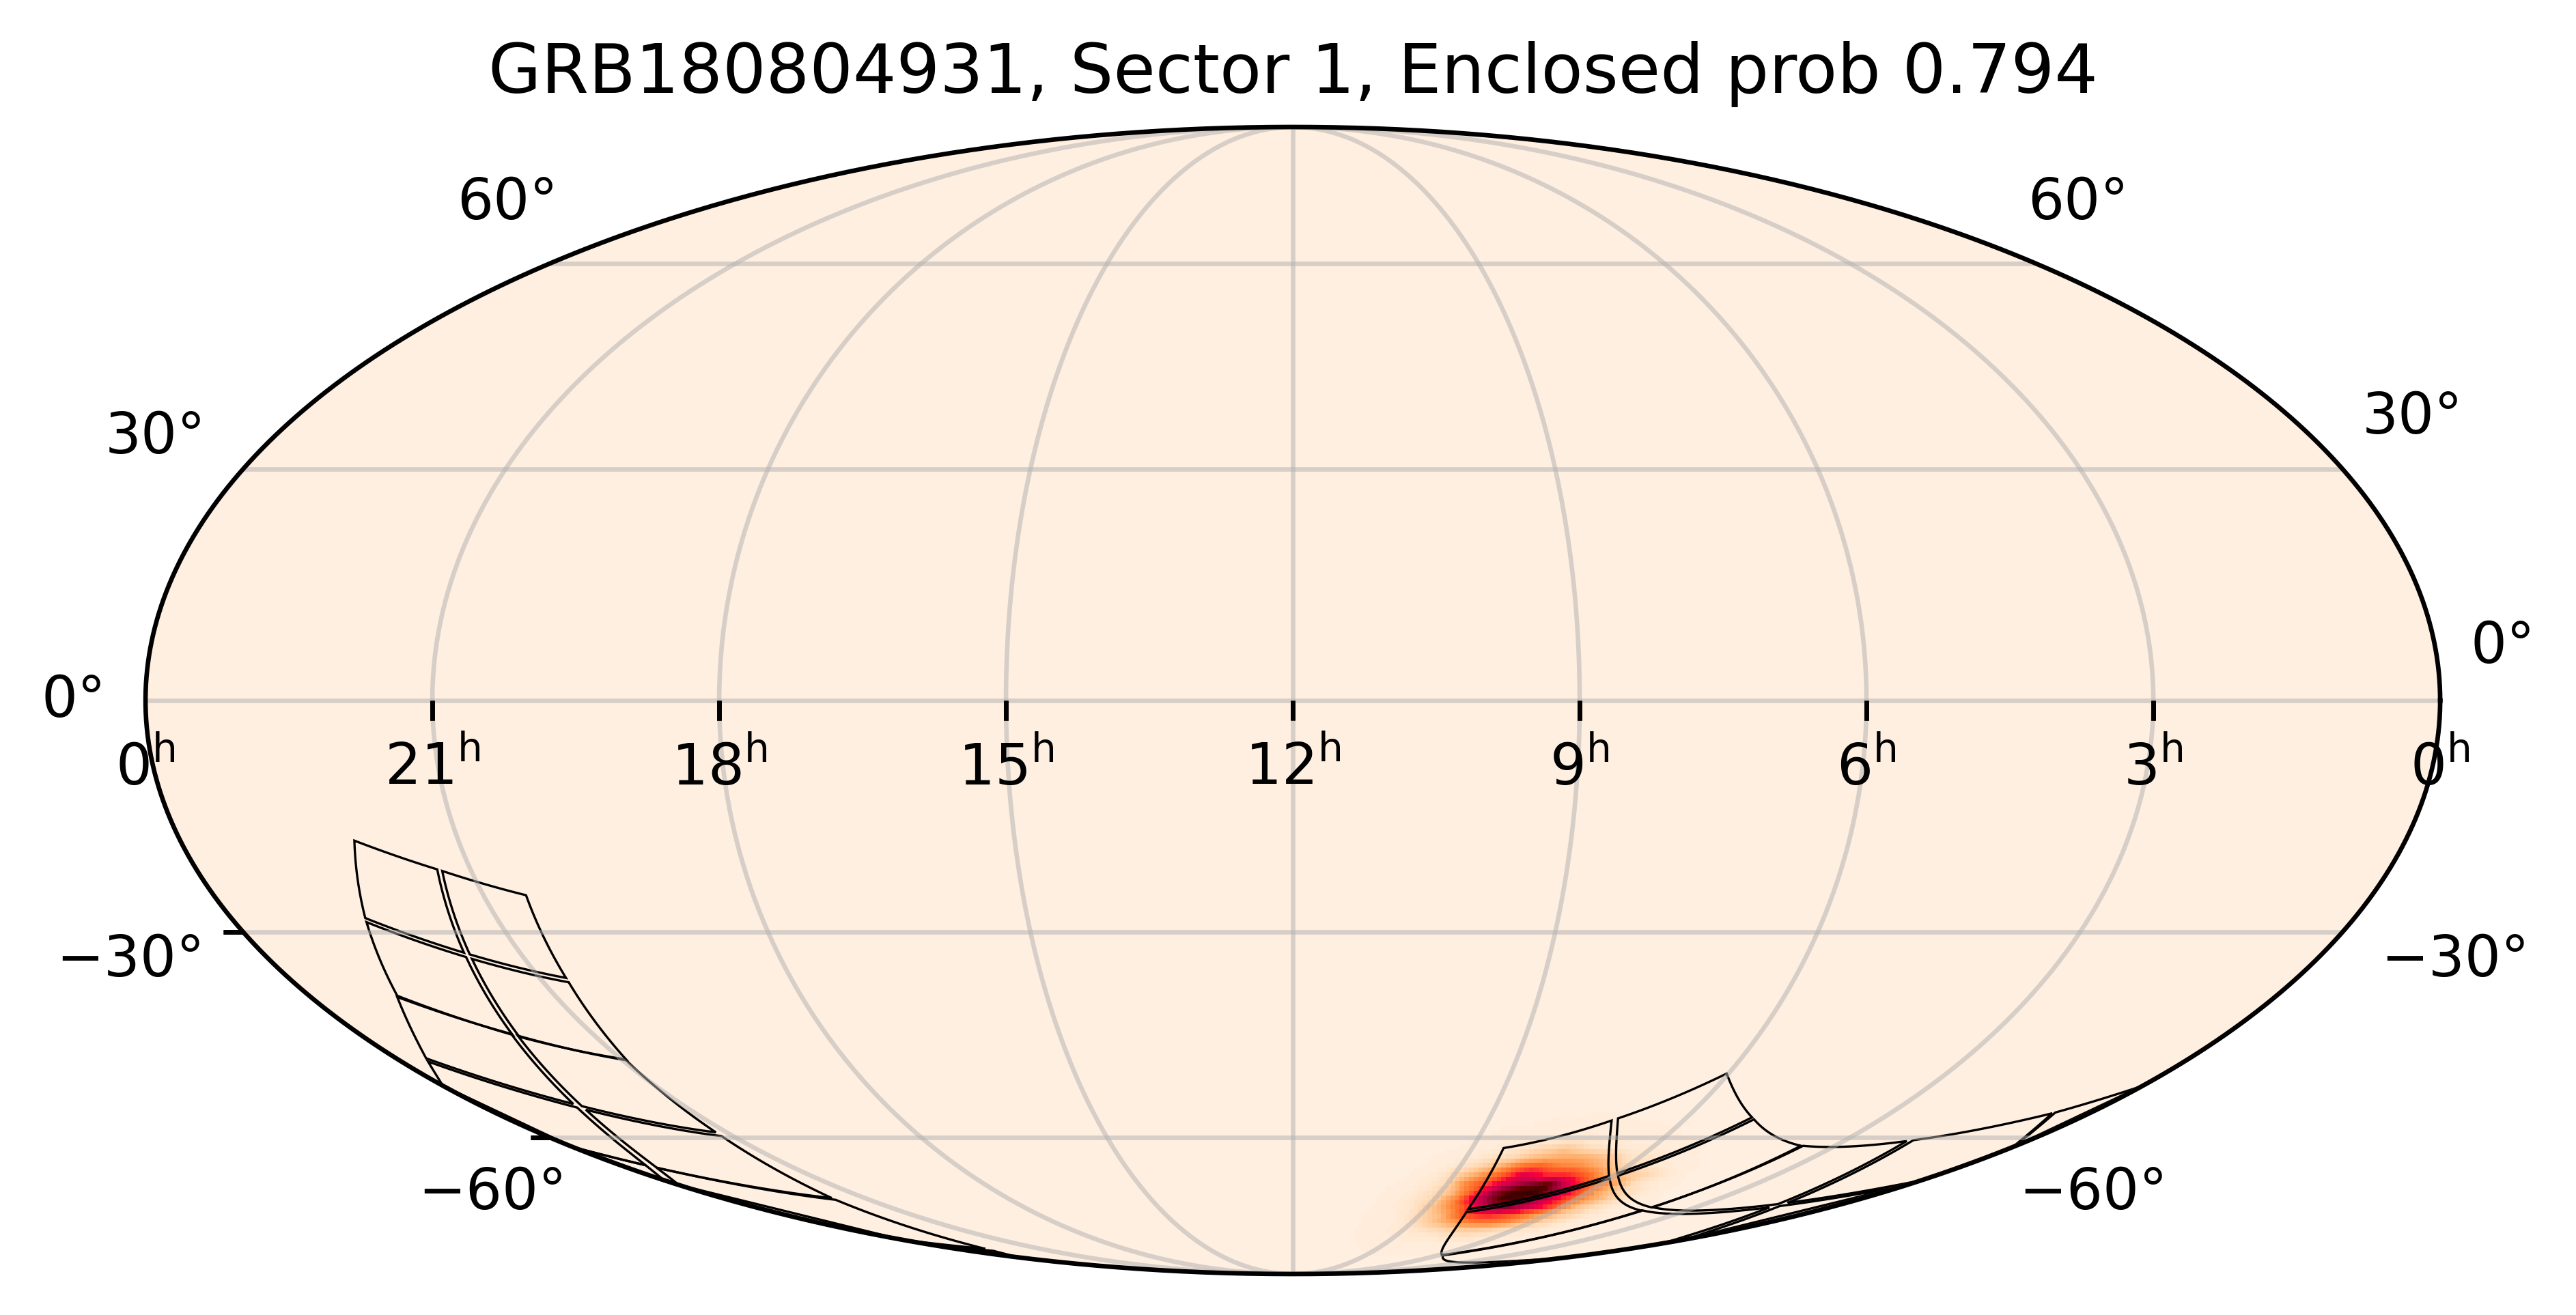 GRB180804931, Sector 1, Enclosed prob 0.794
60° 60°
30° 30°
0° 0°
0ʰ 21ʰ 18ʰ 15ʰ 12ʰ 9ʰ 6ʰ 3ʰ 0ʰ
−30° −30°
−60° −60°